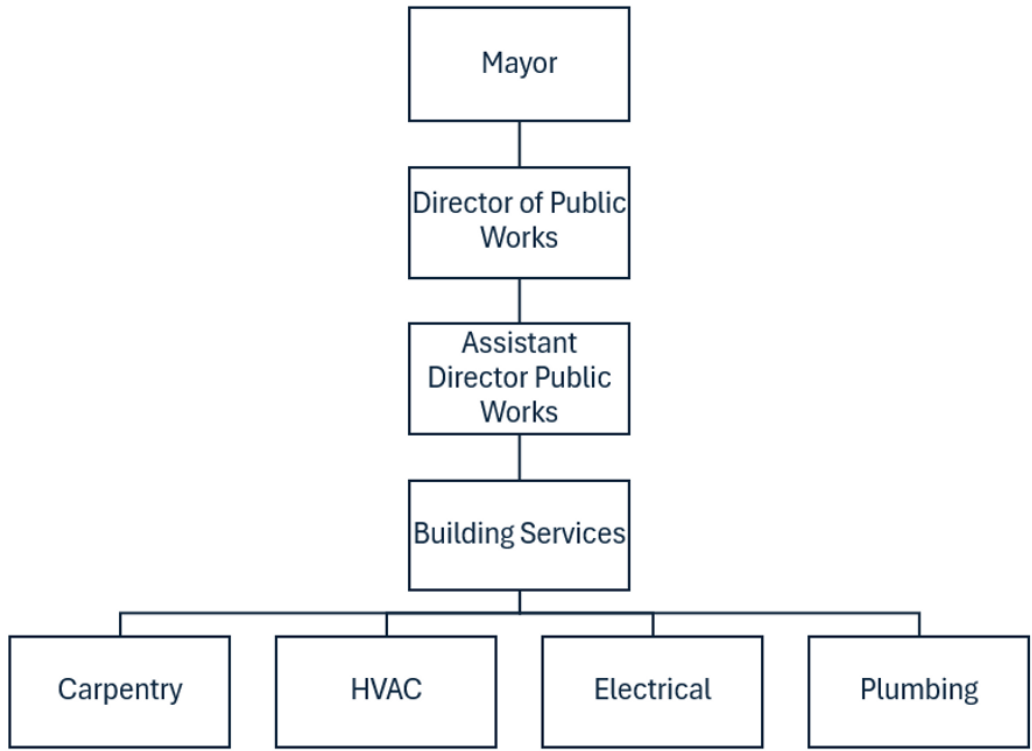 Mayor
Director of Public
Works
Assistant
Director Public
Works
Building Services
Carpentry
HVAC
Electrical
Plumbing